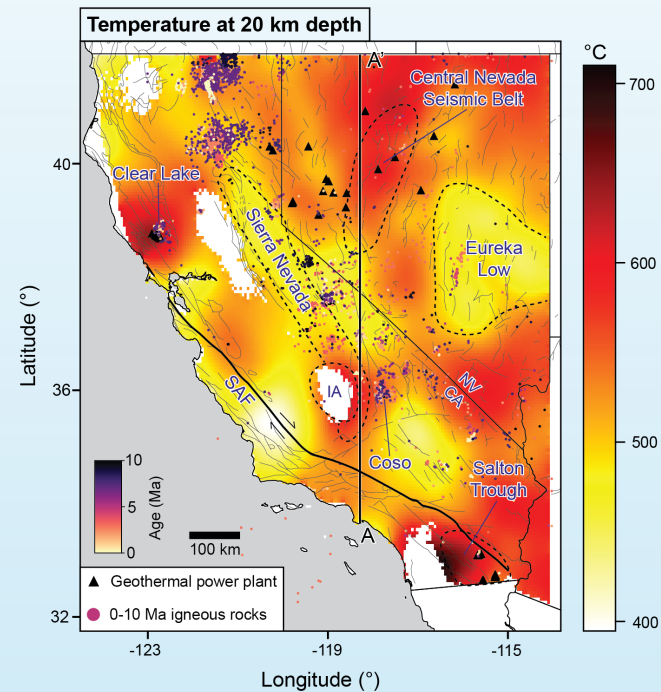 Temperature at 20 km depth
°C
A'
Central Nevada
Seismic Belt
700
40
Clear Lake
Sierra Nevada
Eureka
Low
600
Latitude (°)
SAF
36
IA
NV
CA
500
Coso
Salton
Trough
10
5
0
Age (Ma)
100 km
A
Geothermal power plant
0-10 Ma igneous rocks
400
32
-123
-119
-115
Longitude (°)